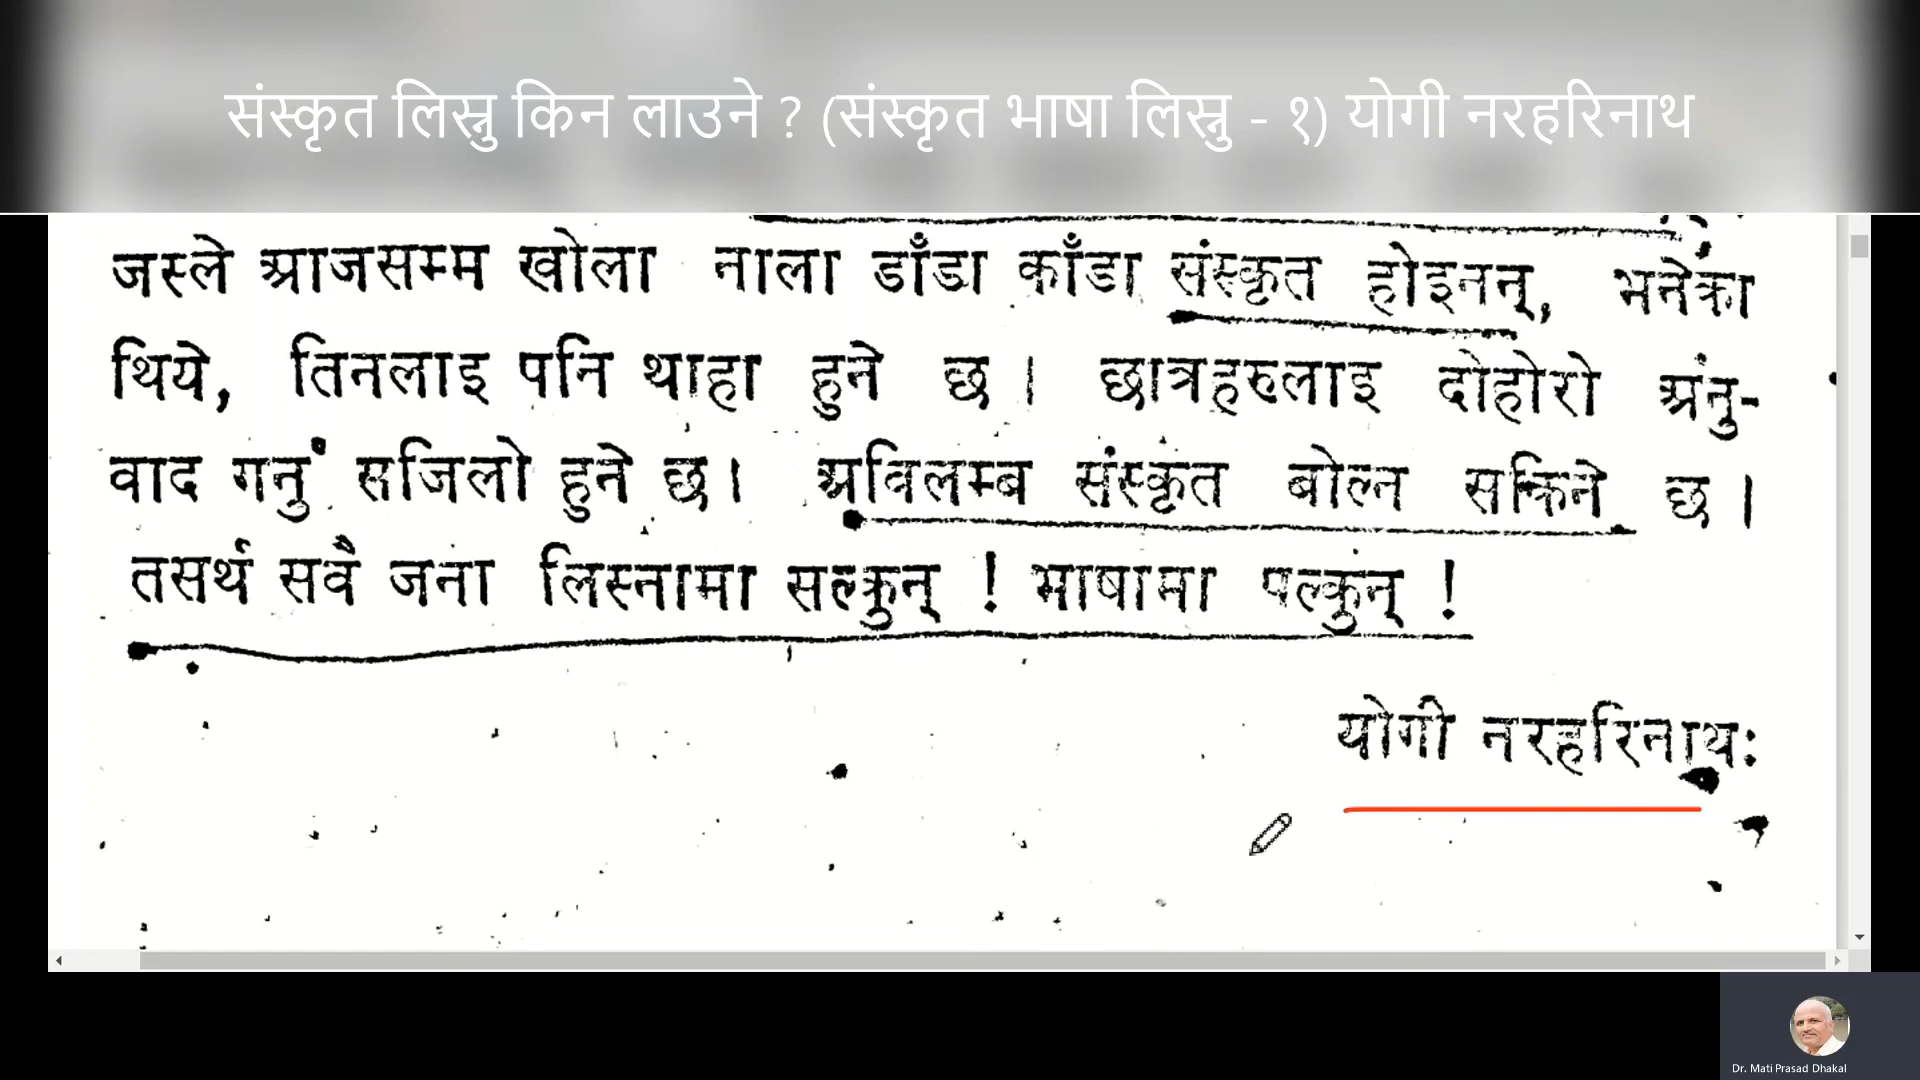 संस्कृत लिस्नु किन लाउने ? (संस्कृत भाषा लिस्नु - १) योगी नरहरिनाथ
जस्ले आजसम्म खोला नाला डाँडा काँडा संस्कृत होइनन्, भनेका
थिये, तिनलाइ पनि थाहा हुने छ । छात्रहरुलाइ दोहोरो अनु-
वाद गर्नु सजिलो हुने छ। अविलम्ब संस्कृत बोल्न सकिने छ ।
तसर्थ सवै जना लिस्नामा सल्कुन् ! भाषामा पल्कुन् !
योगी नरहरिनाथः
Dr. Mati Prasad Dhakal